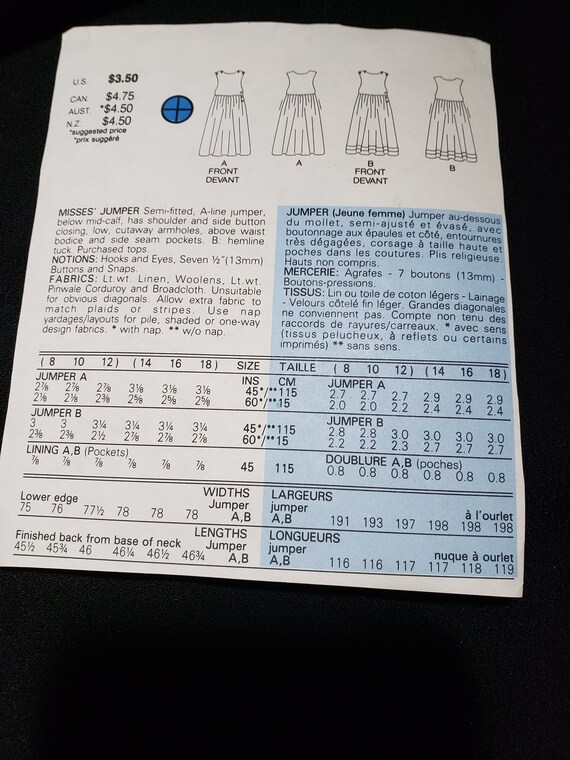 U.S. $3.50
CAN. $4.75
AUST. *$4.50
N.Z. $4.50
*suggested price
*prix suggéré
A
FRONT
DEVANT
A
B
FRONT
DEVANT
B
MISSES' JUMPER Semi-fitted, A-line jumper,
below mid-calf, has shoulder and side button
closing, low, cutaway armholes, above waist
bodice and side seam pockets. B: hemline
tuck. Purchased tops.
NOTIONS: Hooks and Eyes, Seven ½"(13mm)
Buttons and Snaps.
FABRICS: Lt.wt. Linen, Woolens, Lt.wt.
Pinwale Corduroy and Broadcloth. Unsuitable
for obvious diagonals. Allow extra fabric to
match plaids or stripes. Use nap
yardages/layouts for pile, shaded or one-way
design fabrics. * with nap. ** w/o nap.
JUMPER (Jeune femme) Jumper au-dessous
du mollet, semi-ajusté et évasé, avec
boutonnage aux épaules et côté, entournures
très dégagées, corsage à taille haute et
poches dans les coutures. Plis religieuse.
Hauts non compris.
MERCERIE: Agrafes - 7 boutons (13mm) -
Boutons-pressions.
TISSUS: Lin ou toile de coton légers - Lainage
- Velours côtelé fin léger. Grandes diagonales
ne conviennent pas. Compte non tenu des
raccords de rayures/carreaux. * avec sens
(tissus pelucheux, à reflets ou certains
imprimés) ** sans sens.
( 8 10 12) (14 16 18) SIZE TAILLE ( 8 10 12) (14 16 18)
JUMPER A INS CM JUMPER A
2⅞ 2⅞ 2⅞ 3⅛ 3⅛ 3⅛ 45*/**115 2.7 2.7 2.7 2.9 2.9 2.9
2⅛ 2⅛ 2⅜ 2⅝ 2⅝ 2⅝ 60*/**15 2.0 2.0 2.2 2.4 2.4 2.4
JUMPER B JUMPER B
3 3 3¼ 3¼ 3¼ 3¼ 45*/**115 2.8 2.8 3.0 3.0 3.0 3.0
2⅜ 2⅜ 2½ 2⅞ 2⅞ 2⅞ 60*/**15 2.2 2.2 2.3 2.7 2.7 2.7
LINING A,B (Pockets) DOUBLURE A,B (poches)
⅞ ⅞ ⅞ ⅞ ⅞ ⅞ 45 115 0.8 0.8 0.8 0.8 0.8 0.8
WIDTHS LARGEURS
Lower edge Jumper jumper à l'ourlet
75 76 77½ 78 78 78 A,B A,B 191 193 197 198 198 198
LENGTHS LONGUEURS
Finished back from base of neck Jumper jumper nuque à ourlet
45½ 45¾ 46 46¼ 46½ 46¾ A,B A,B 116 116 117 117 118 119